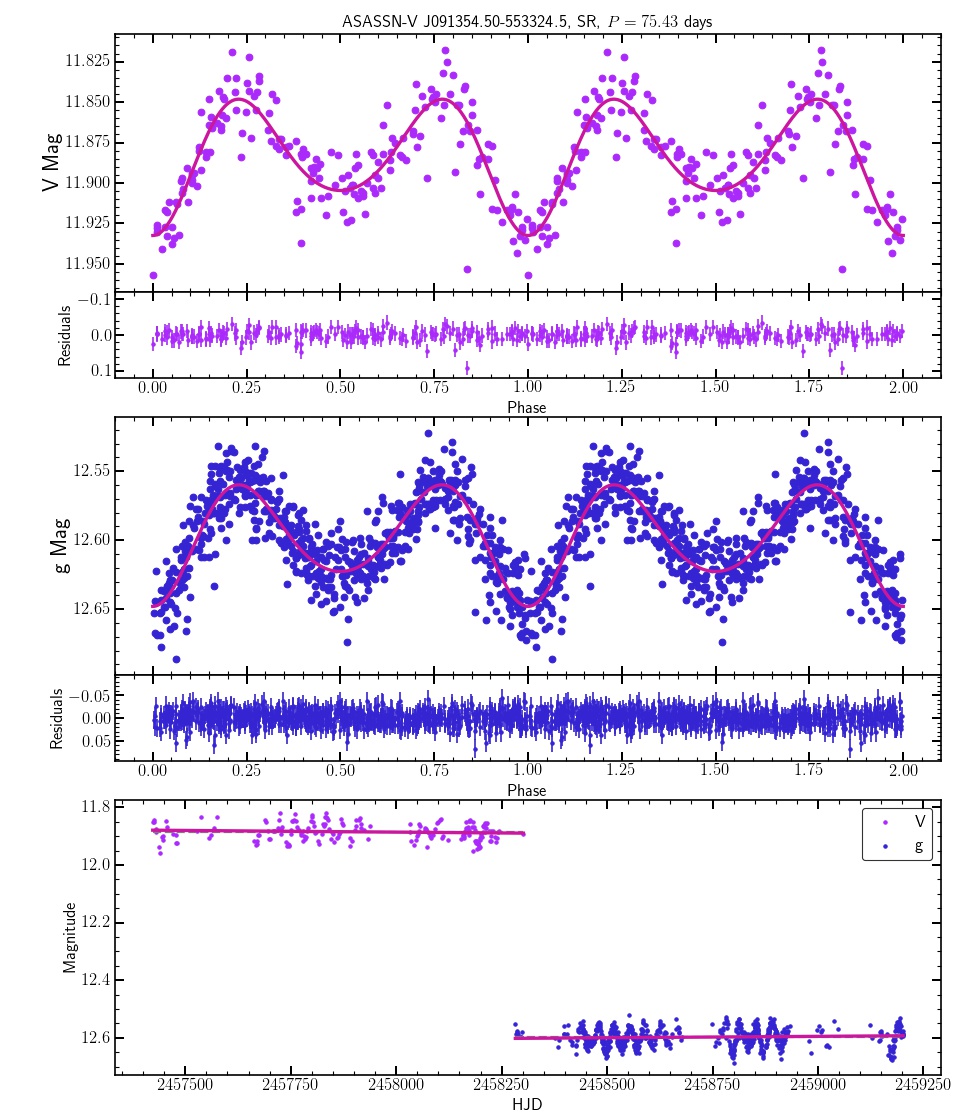 ASASSN-V J091354.50-553324.5, SR, P = 75.43 days
11.825
11.850
11.875
11.900
11.925
11.950
V Mag
−0.1
0.0
0.1
Residuals
0.00 0.25 0.50 0.75 1.00 1.25 1.50 1.75 2.00
Phase
12.55
12.60
12.65
g Mag
−0.05
0.00
0.05
Residuals
0.00 0.25 0.50 0.75 1.00 1.25 1.50 1.75 2.00
Phase
11.8
12.0
12.2
12.4
12.6
Magnitude
V
g
2457500 2457750 2458000 2458250 2458500 2458750 2459000 2459250
HJD